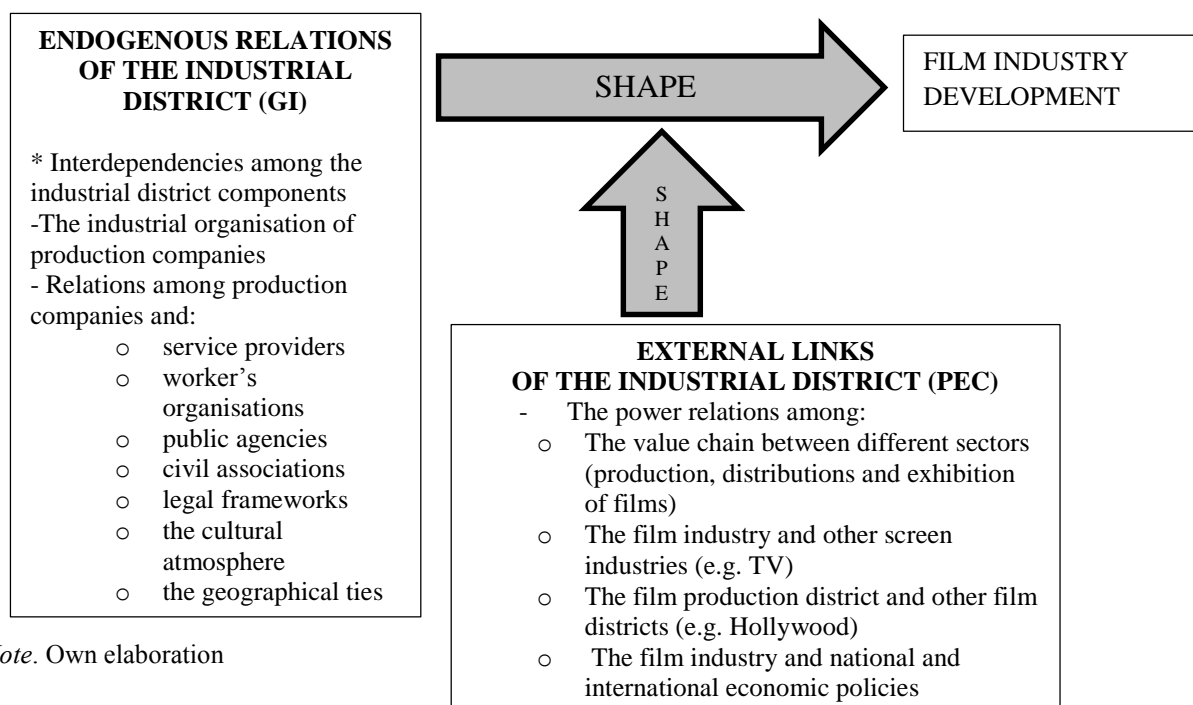 ENDOGENOUS RELATIONS
OF THE INDUSTRIAL
DISTRICT (GI)
* Interdependencies among the
industrial district components
-The industrial organisation of
production companies
- Relations among production
companies and:
o service providers
o worker's
organisations
o public agencies
o civil associations
o legal frameworks
o the cultural
atmosphere
o the geographical ties
SHAPE
FILM INDUSTRY
DEVELOPMENT
S
H
A
P
E
EXTERNAL LINKS
OF THE INDUSTRIAL DISTRICT (PEC)
- The power relations among:
o The value chain between different sectors
(production, distributions and exhibition
of films)
o The film industry and other screen
industries (e.g. TV)
o The film production district and other film
districts (e.g. Hollywood)
o The film industry and national and
international economic policies
ote. Own elaboration